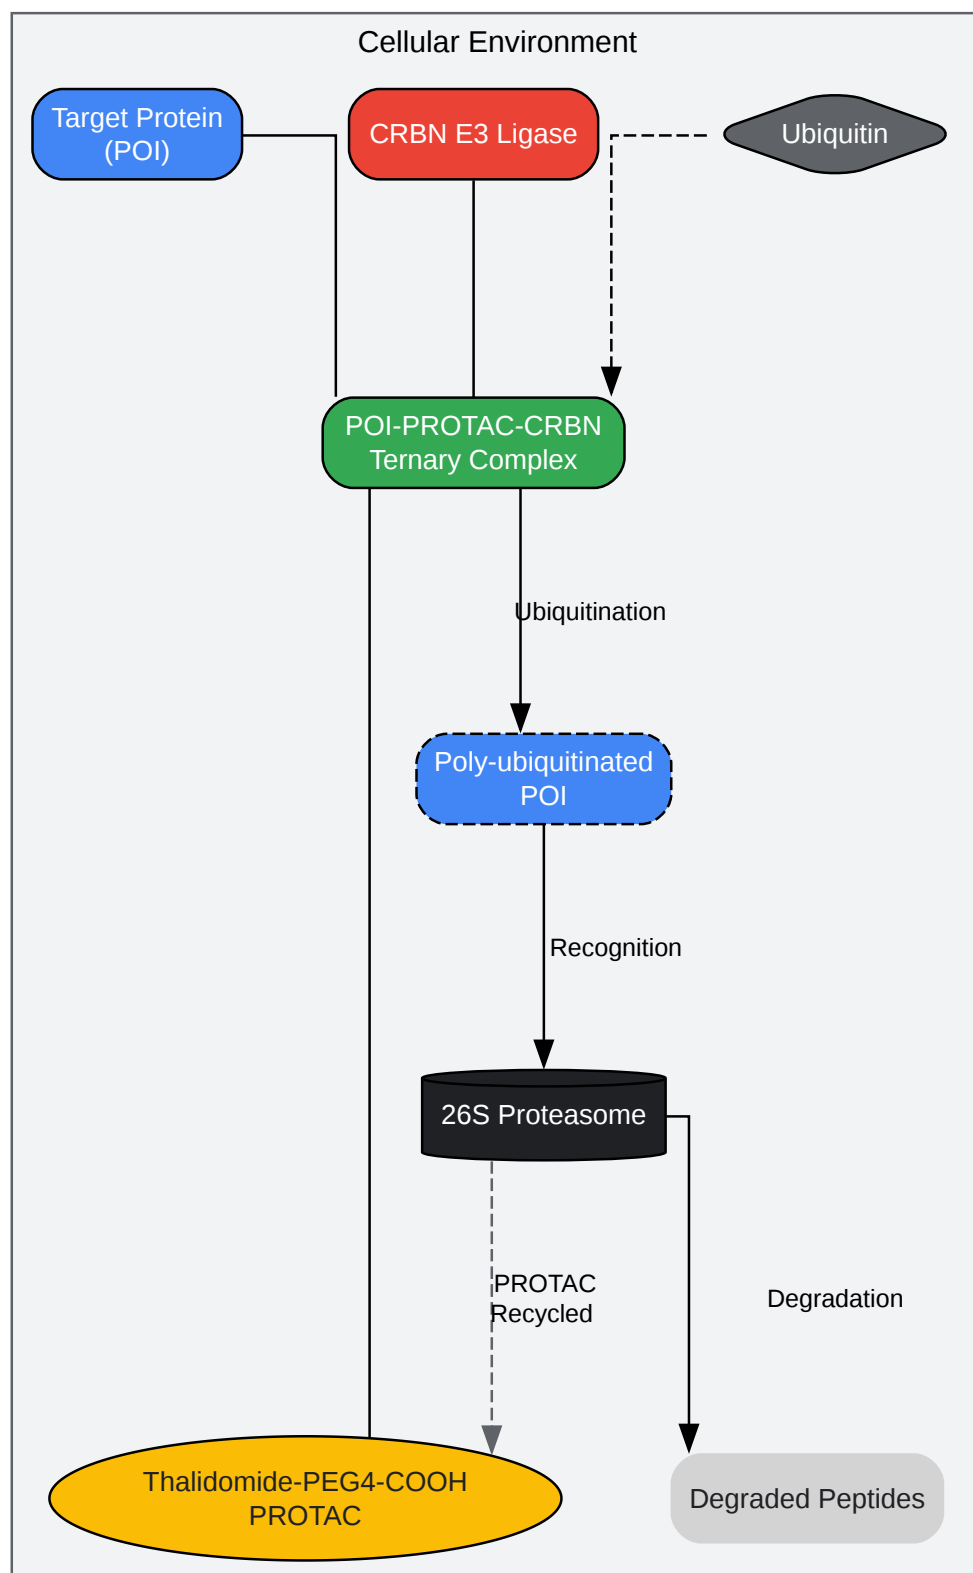 Cellular Environment
Target Protein
(POI)
CRBN E3 Ligase
Ubiquitin
POI-PROTAC-CRBN
Ternary Complex
Ubiquitination
Poly-ubiquitinated
POI
Recognition
26S Proteasome
PROTAC
Recycled
Degradation
Thalidomide-PEG4-COOH
PROTAC
Degraded Peptides